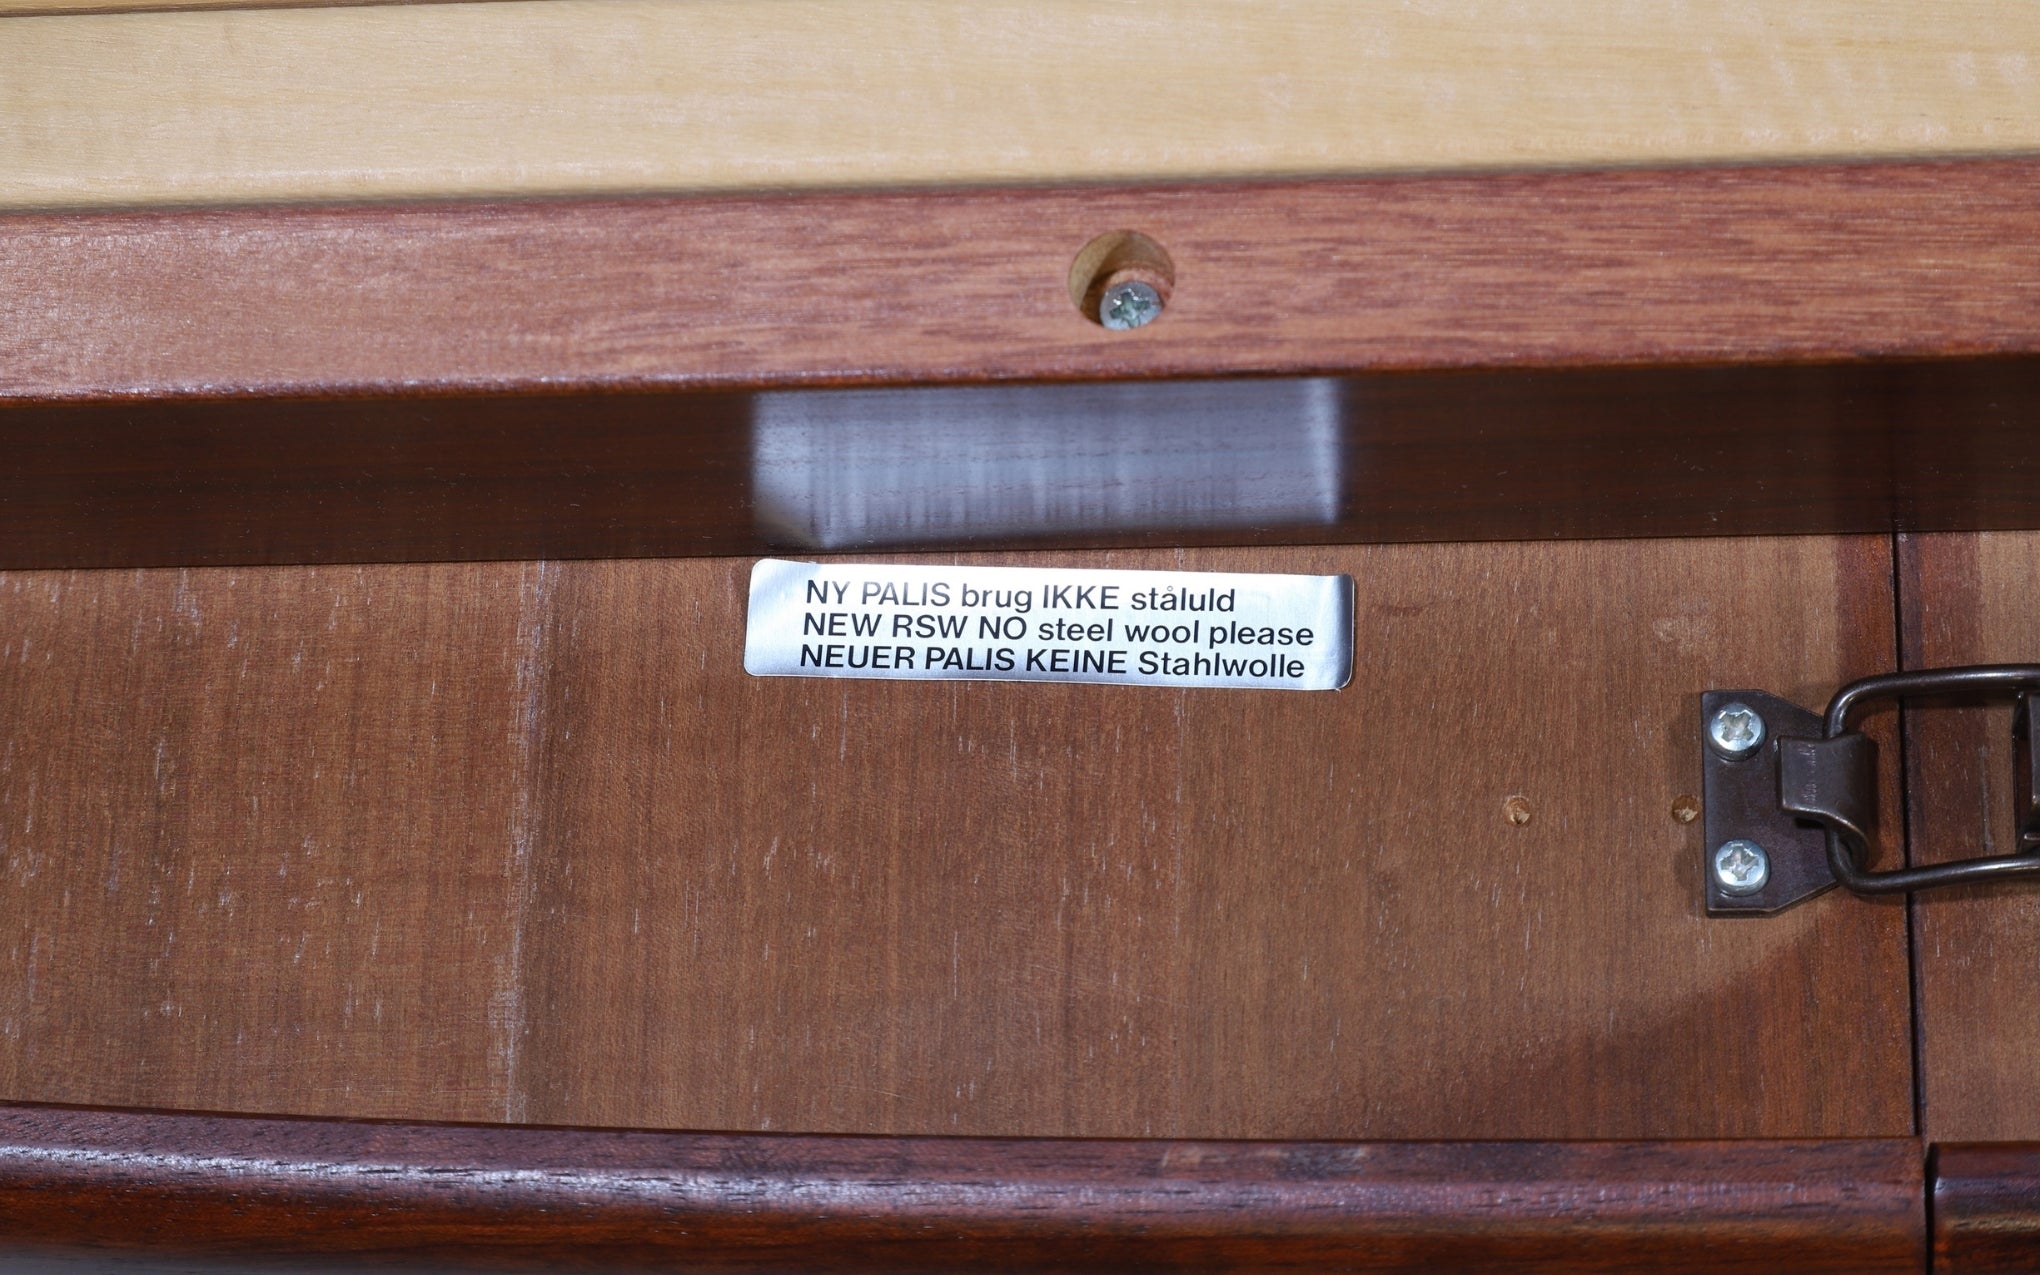 NY PALIS brug IKKE ståluld
NEW RSW NO steel wool please
NEUER PALIS KEINE Stahlwolle